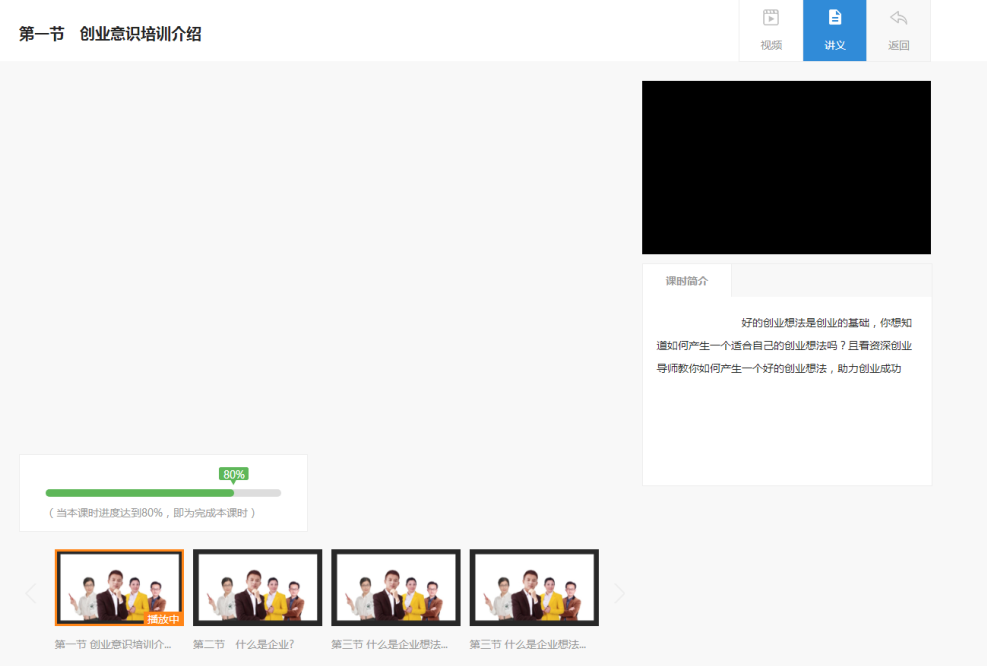 第一节　创业意识培训介绍
视频
讲义
返回
课时简介
好的创业想法是创业的基础，你想知
道如何产生一个适合自己的创业想法吗？且看资深创业
导师教你如何产生一个好的创业想法，助力创业成功
80%
（ 当本课时进度达到80%，即为完成本课时 ）
播放中
第一节 创业意识培训介...
第二节　什么是企业?
第三节 什么是企业想法...
第三节 什么是企业想法...